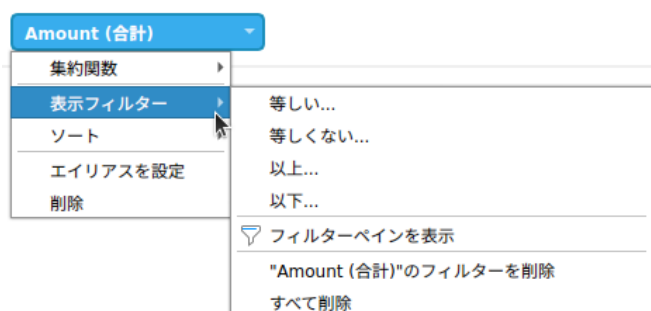 Amount (合計)
集約関数
表示フィルター
ソート
エイリアスを設定
削除
等しい...
等しくない...
以上...
以下...
フィルターペインを表示
"Amount (合計)"のフィルターを削除
すべて削除